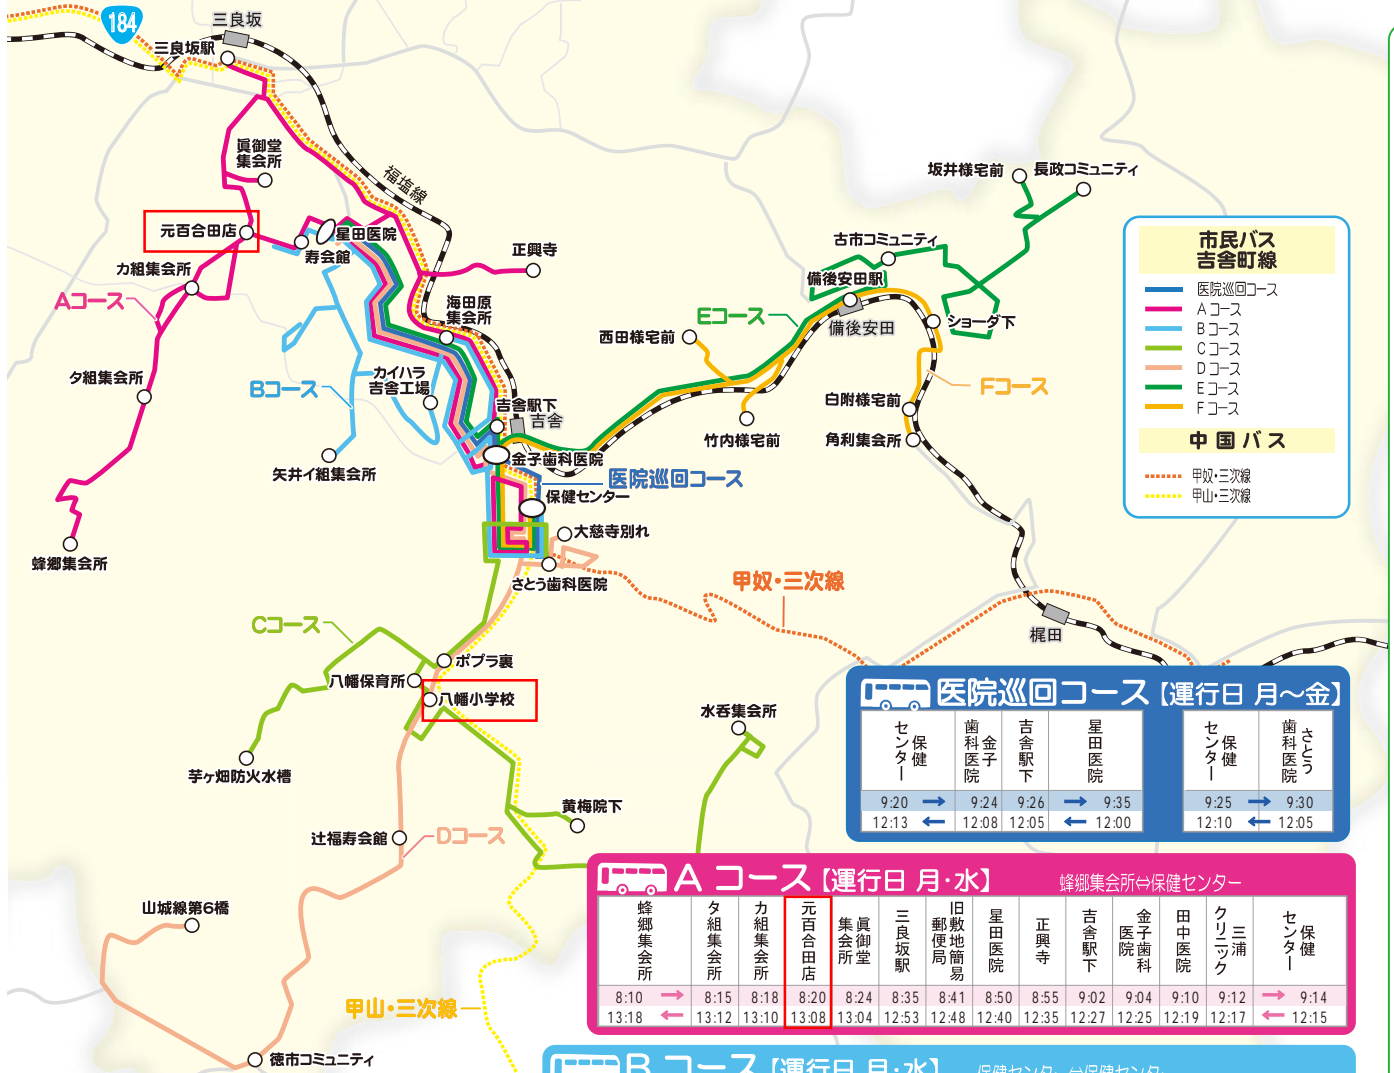 184
三良坂
三良坂駅
眞御堂
集会所
福塩線
元百合田店
星田医院
寿会館
カ組集会所
Aコース
正興寺
海田原
集会所
坂井様宅前
長政コミュニティ
古市コミュニティ
備後安田駅
備後安田
ショーダ下
Eコース
西田様宅前
夕組集会所
Bコース
カイハラ
吉舎工場
吉舎駅下
吉舎
Fコース
白附様宅前
角利集会所
竹内様宅前
金子歯科医院
矢井イ組集会所
医院巡回コース
保健センター
蜂郷集会所
大慈寺別れ
さとう歯科医院
甲奴・三次線
Cコース
梶田
ポプラ裏
八幡保育所
八幡小学校
水呑集会所
芋ヶ畑防火水槽
黄梅院下
辻福寿会館
Dコース
山城線第6橋
甲山・三次線
徳市コミュニティ
市民バス
吉舎町線
医院巡回コース
Aコース
Bコース
Cコース
Dコース
Eコース
Fコース
中国バス
甲奴・三次線
甲山・三次線
医院巡回コース【運行日 月～金】
保健センター 金子歯科医院 吉舎駅下 星田医院 保健センター さとう歯科医院
9:20 → 9:24 9:26 → 9:35 9:25 → 9:30
12:13 ← 12:08 12:05 ← 12:00 12:10 ← 12:05
Aコース【運行日 月・水】 蜂郷集会所⇔保健センター
蜂郷集会所 夕組集会所 カ組集会所 元百合田店 眞御堂集会所 三良坂駅 旧敷地簡易郵便局 星田医院 正興寺 吉舎駅下 金子歯科医院 田中医院 三浦クリニック 保健センター
8:10 → 8:15 8:18 8:20 8:24 8:35 8:41 8:50 8:55 9:02 9:04 9:10 9:12 → 9:14
13:18 ← 13:12 13:10 13:08 13:04 12:53 12:48 12:40 12:35 12:27 12:25 12:19 12:17 ← 12:15
Bコース【運行日 月・水】 保健センター⇔保健センター